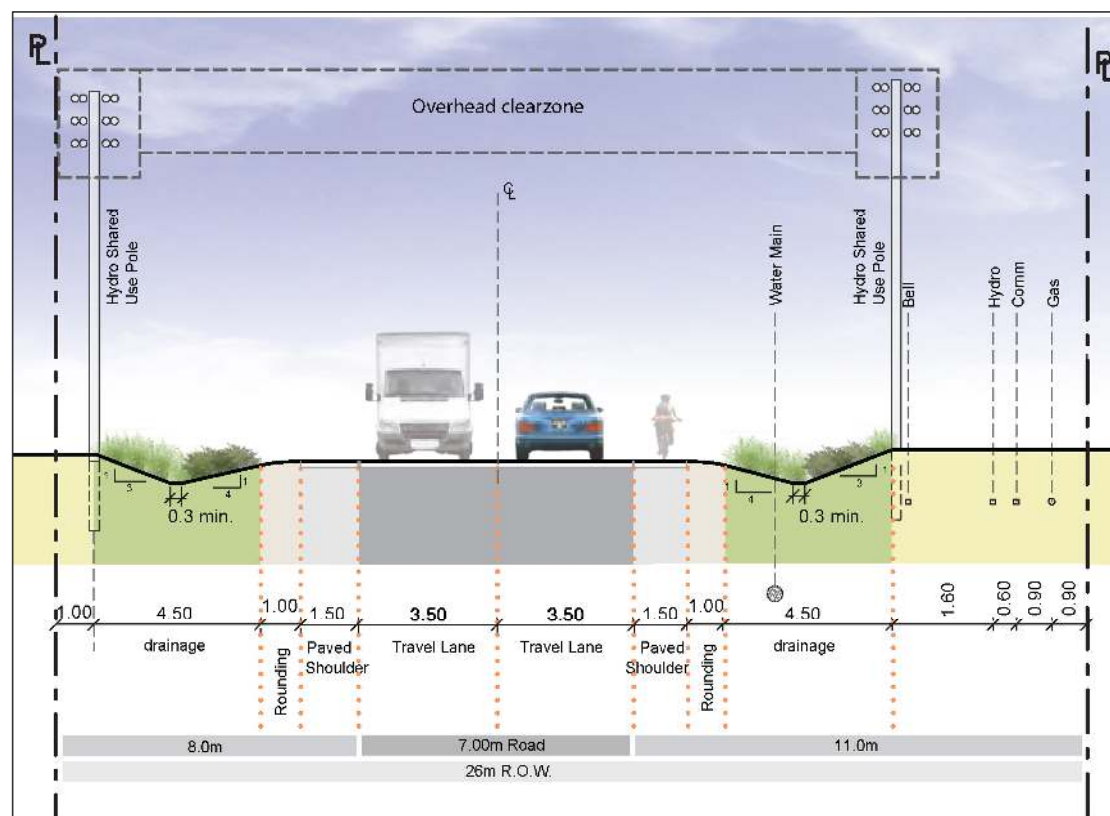 PL
PL
Overhead clearzone
CL
Hydro Shared
Use Pole
Water Main
Hydro Shared
Use Pole
Bell
Hydro
Comm
Gas
1
3
4
1
0.3 min.
1
4
3
1
0.3 min.
1.00
4.50
1.00
1.50
3.50
3.50
1.50
1.00
4.50
1.60
0.60
0.90
0.90
drainage
Rounding
Paved
Shoulder
Travel Lane
Travel Lane
Paved
Shoulder
Rounding
drainage
8.0m
7.00m Road
11.0m
26m R.O.W.